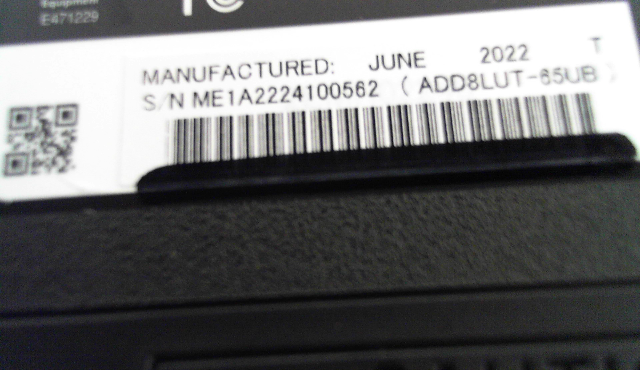 Equipment
E471229
MANUFACTURED: JUNE 2022 T
S/N ME1A2224100562 (ADD8LUT-65UB)